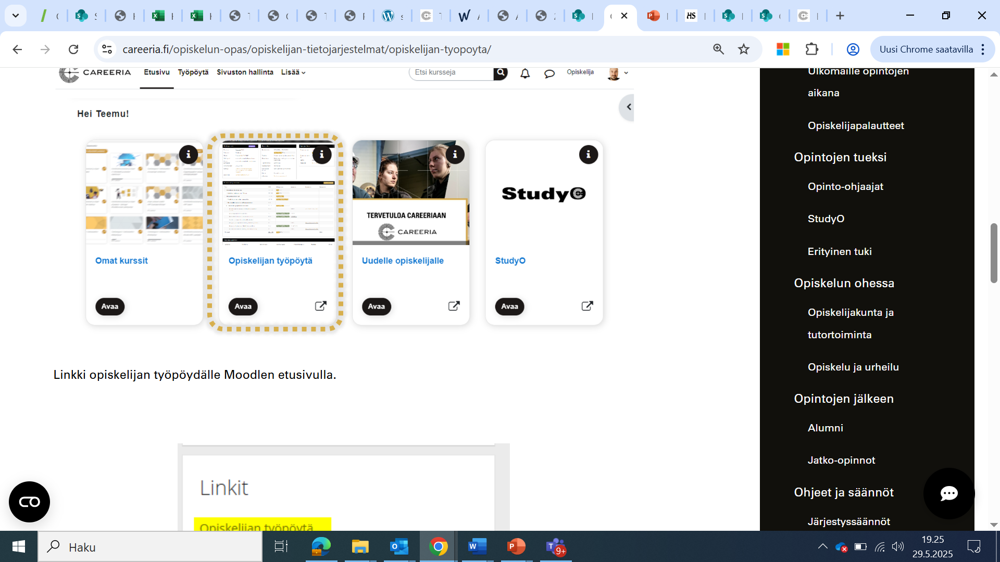 careeria.fi/opiskelun-opas/opiskelijan-tietojarjestelmat/opiskelijan-tyopoyta/
Uusi Chrome saatavilla
CAREERIA
Etusivu
Työpöytä
Sivuston hallinta
Lisää
Etsi kursseja
Opiskelija
Hei Teemu!
TERVETULOA CAREERIAAN
CAREERIA
StudyO
Omat kurssit
Opiskelijan työpöytä
Uudelle opiskelijalle
StudyO
Avaa
Avaa
Avaa
Avaa
Linkki opiskelijan työpöydälle Moodlen etusivulla.
Linkit
Opiskelijan työpöytä
Ulkomaille opintojen
aikana
Opiskelijapalautteet
Opintojen tueksi
Opinto-ohjaajat
StudyO
Erityinen tuki
Opiskelun ohessa
Opiskelijakunta ja
tutortoiminta
Opiskelu ja urheilu
Opintojen jälkeen
Alumni
Jatko-opinnot
Ohjeet ja säännöt
Järjestyssäännöt
Haku
9+
19.25
29.5.2025